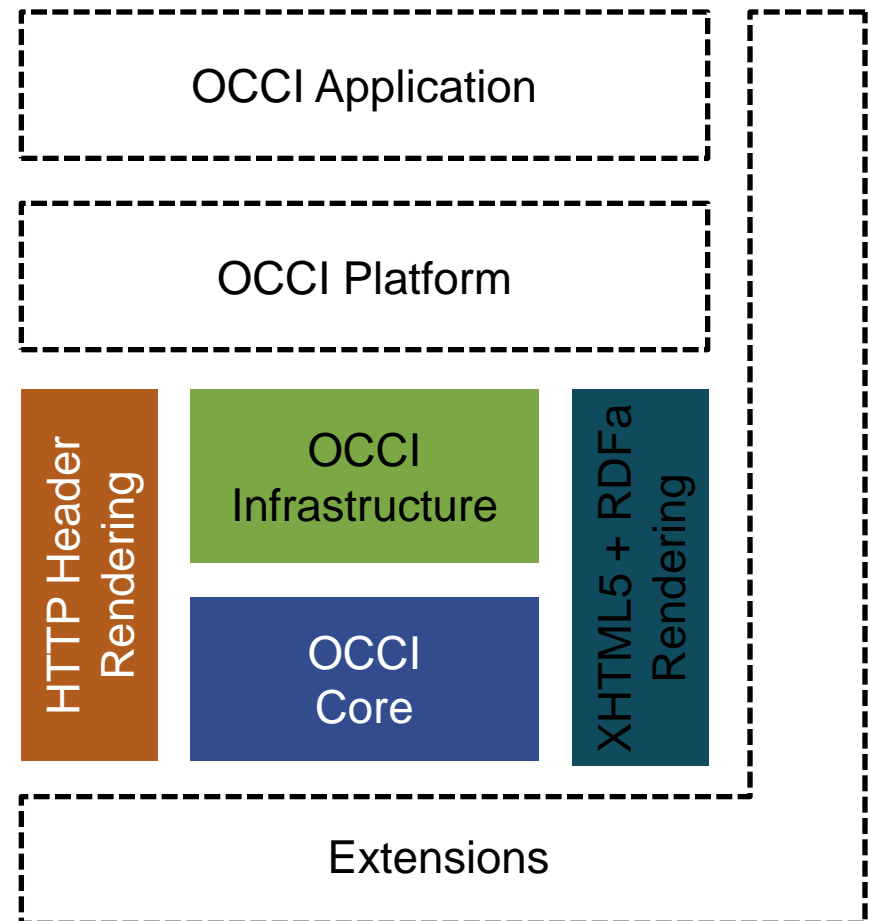 OCCI Application
OCCI Platform
HTTP Header
Rendering
OCCI
Infrastructure
OCCI
Core
XHTML5 + RDFa
Rendering
Extensions